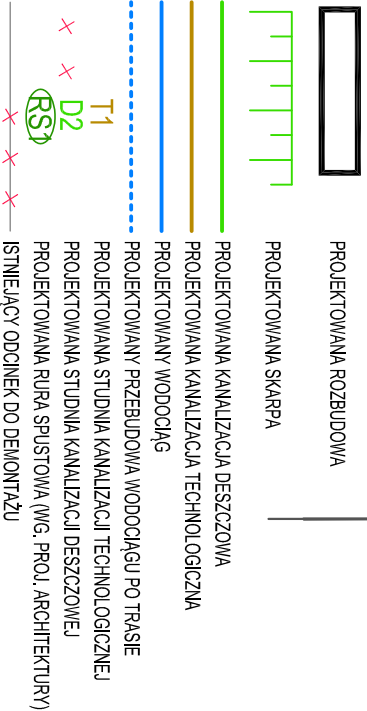 PROJEKTOWANA ROZBUDOWA
PROJEKTOWANA SKARPA
PROJEKTOWANA KANALIZACJA DESZCZOWA
PROJEKTOWANA KANALIZACJA TECHNOLOGICZNA
PROJEKTOWANY WODOCIĄG
PROJEKTOWANY PRZEBUDOWA WODOCIĄGU PO TRASIE
T1 PROJEKTOWANA STUDNIA KANALIZACJI TECHNOLOGICZNEJ
D2 PROJEKTOWANA STUDNIA KANALIZACJI DESZCZOWEJ
RS1 PROJEKTOWANA RURA SPUSTOWA (WG. PROJ. ARCHITEKTURY)
ISTNIEJĄCY ODCINEK DO DEMONTAŻU